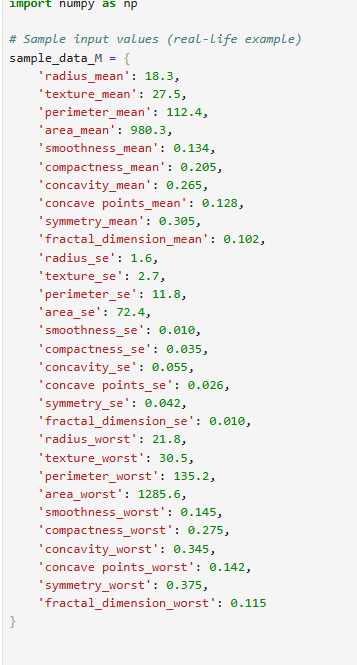 import numpy as np
# Sample input values (real-life example)
sample_data_M = {
'radius_mean': 18.3,
'texture_mean': 27.5,
'perimeter_mean': 112.4,
'area_mean': 980.3,
'smoothness_mean': 0.134,
'compactness_mean': 0.205,
'concavity_mean': 0.265,
'concave points_mean': 0.128,
'symmetry_mean': 0.305,
'fractal_dimension_mean': 0.102,
'radius_se': 1.6,
'texture_se': 2.7,
'perimeter_se': 11.8,
'area_se': 72.4,
'smoothness_se': 0.010,
'compactness_se': 0.035,
'concavity_se': 0.055,
'concave points_se': 0.026,
'symmetry_se': 0.042,
'fractal_dimension_se': 0.010,
'radius_worst': 21.8,
'texture_worst': 30.5,
'perimeter_worst': 135.2,
'area_worst': 1285.6,
'smoothness_worst': 0.145,
'compactness_worst': 0.275,
'concavity_worst': 0.345,
'concave points_worst': 0.142,
'symmetry_worst': 0.375,
'fractal_dimension_worst': 0.115
}